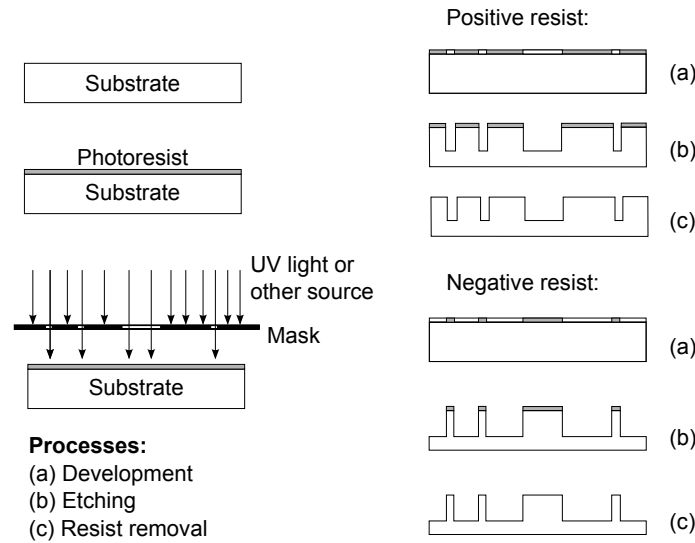 Substrate
Photoresist
Substrate
UV light or
other source
Mask
Substrate
Processes:
(a) Development
(b) Etching
(c) Resist removal
Positive resist:
(a)
(b)
(c)
Negative resist:
(a)
(b)
(c)